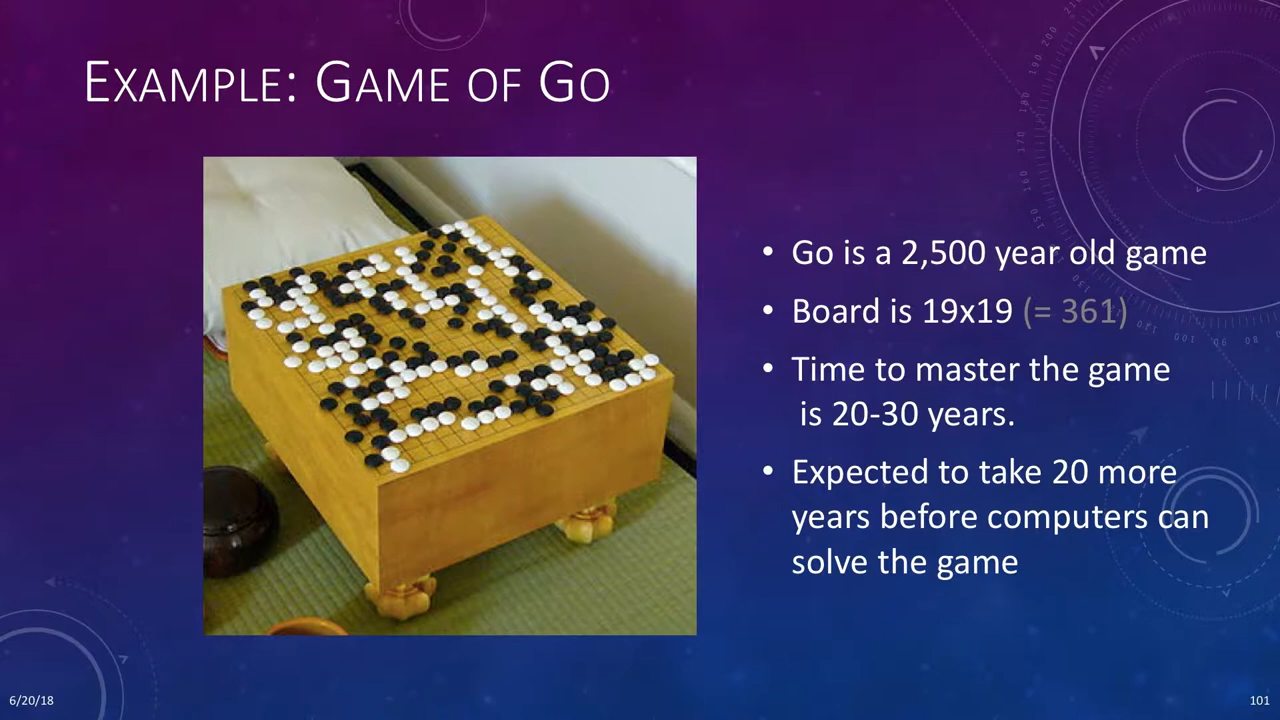 EXAMPLE: GAME OF GO
• Go is a 2,500 year old game
• Board is 19x19 (= 361)
• Time to master the game
is 20-30 years.
• Expected to take 20 more
years before computers can
solve the game
6/20/18
101